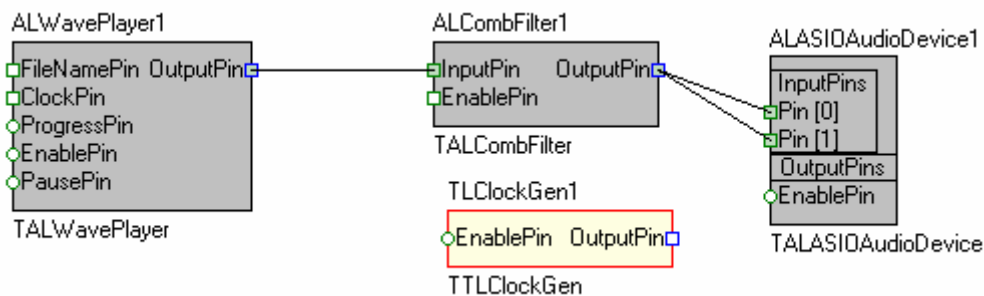 ALWavePlayer1
FileNamePin OutputPin
ClockPin
ProgressPin
EnablePin
PausePin
TALWavePlayer
ALCombFilter1
InputPin OutputPin
EnablePin
TALCombFilter
TLClockGen1
EnablePin OutputPin
TTLClockGen
ALASIOAudioDevice1
InputPins
Pin [0]
Pin [1]
OutputPins
EnablePin
TALASIOAudioDevice